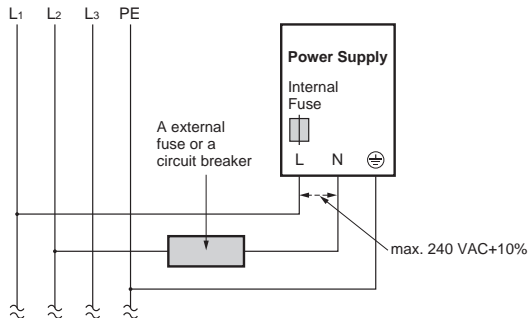 L1 L2 L3 PE
Power Supply
Internal
Fuse
L N
A external
fuse or a
circuit breaker
max. 240 VAC+10%